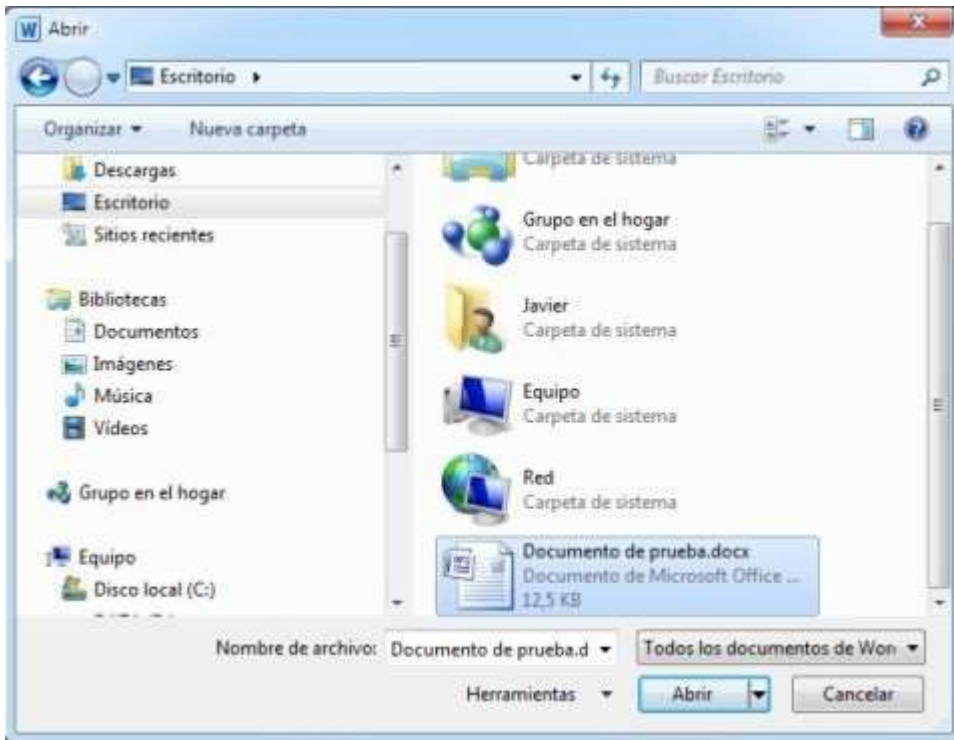 Abrir
Escritorio
Buscar Escritorio
Organizar
Nueva carpeta
Descargas
Escritorio
Sitios recientes
Bibliotecas
Documentos
Imágenes
Música
Vídeos
Grupo en el hogar
Equipo
Disco local (C:)
Carpeta de sistema
Grupo en el hogar
Carpeta de sistema
Javier
Carpeta de sistema
Equipo
Carpeta de sistema
Red
Carpeta de sistema
Documento de prueba.docx
Documento de Microsoft Office ...
12,5 KB
Nombre de archivo: Documento de prueba.d
Todos los documentos de Wor
Herramientas
Abrir
Cancelar